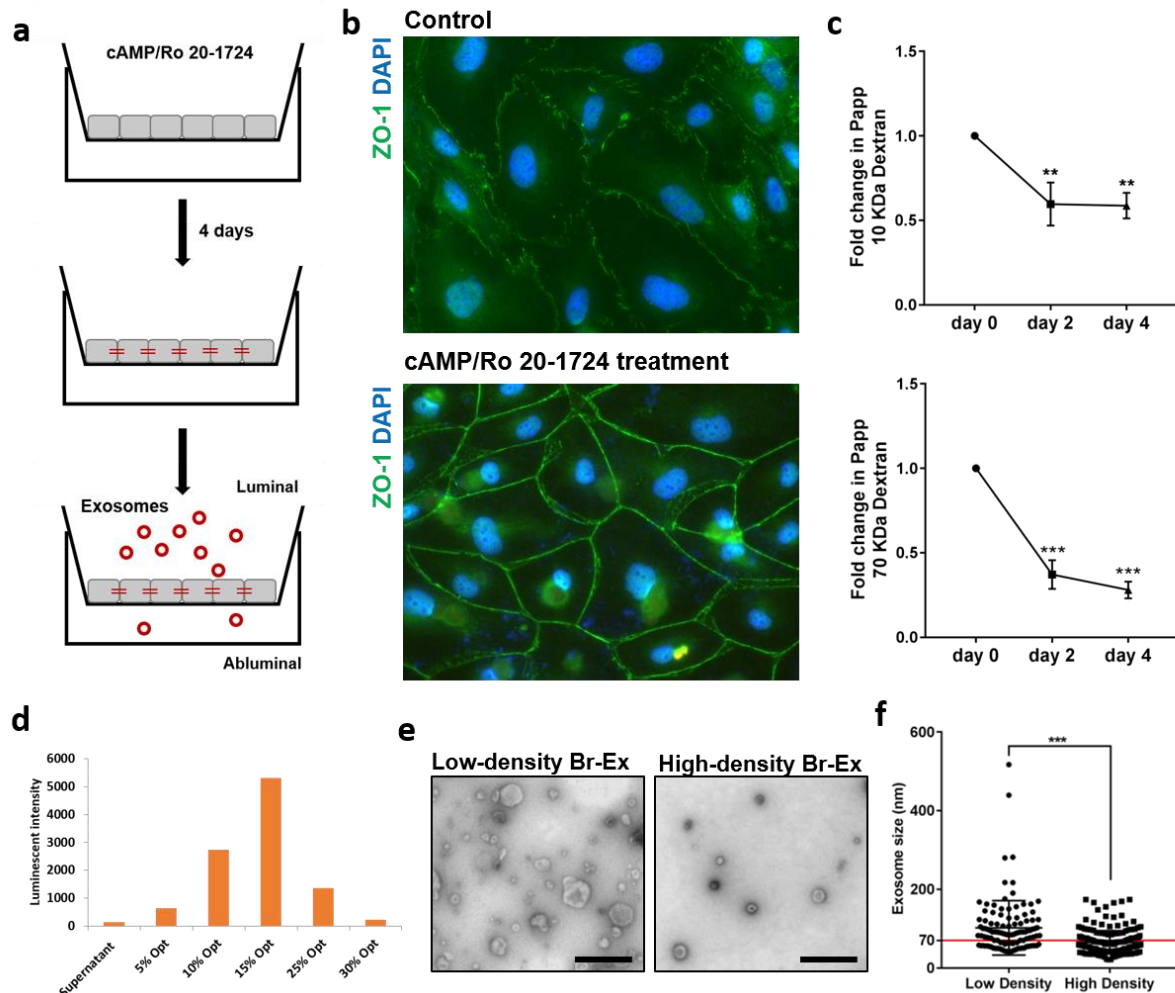 a
cAMP/Ro 20-1724
4 days
Luminal
Exosomes
Abluminal
b
Control
ZO-1 DAPI
cAMP/Ro 20-1724 treatment
ZO-1 DAPI
c
Fold change in Papp
10 KDa Dextran
1.5
1.0
0.5
0.0
**
**
day 0 day 2 day 4
Fold change in Papp
70 KDa Dextran
1.5
1.0
0.5
0.0
***
***
day 0 day 2 day 4
d
Luminescent intensity
6000
5000
4000
3000
2000
1000
0
Supernatant 5% Opt 10% Opt 15% Opt 25% Opt 30% Opt
e
Low-density Br-Ex
High-density Br-Ex
f
Exosome size (nm)
600
200
70
0
***
Low Density High Density